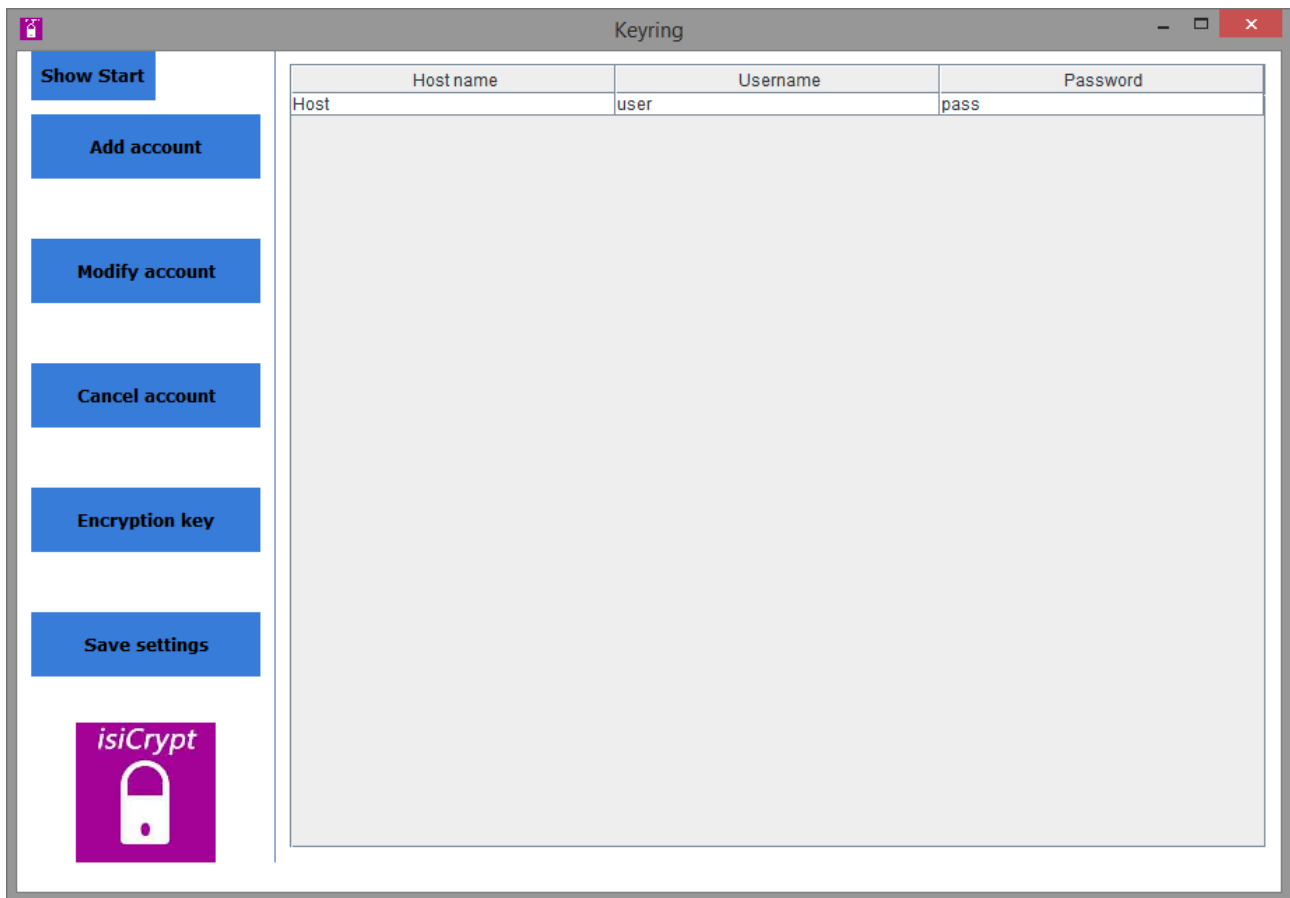 Keyring
Show Start
Add account
Modify account
Cancel account
Encryption key
Save settings
isiCrypt
Host name Username Password
Host user pass